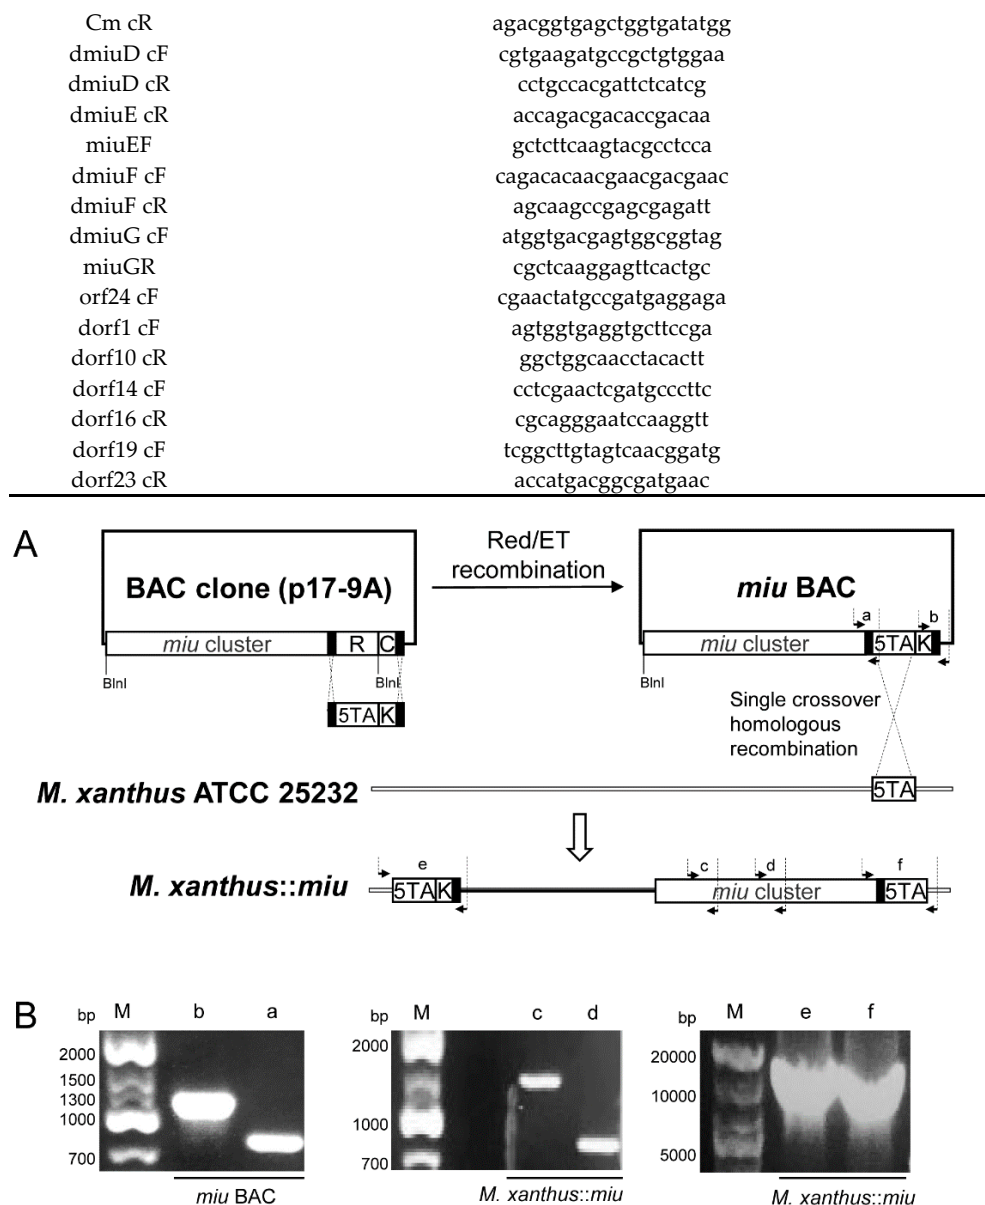 Cm cR agacggtgagctggtgatatgg
dmiuD cF cgtgaagatgccgctgtggaa
dmiuD cR cctgccacgattctcatcg
dmiuE cR accagacgacaccgacaa
miuEF gctcttcaagtacgcctcca
dmiuF cF cagacacaacgaacgacgaac
dmiuF cR agcaagccgagcgagatt
dmiuG cF atggtgacgagtggcggtag
miuGR cgctcaaggagttcactgc
orf24 cF cgaactatgccgatgaggaga
dorf1 cF agtggtgaggtgcttccga
dorf10 cR ggctggcaacctacactt
dorf14 cF cctcgaactcgatgcccttc
dorf16 cR cgcagggaatccaaggtt
dorf19 cF tcggcttgtagtcaacggatg
dorf23 cR accatgacggcgatgaac
A
BAC clone (p17-9A)
miu cluster R C
BlnI BlnI
5TA K
Red/ET
recombination
miu BAC
a b
miu cluster 5TA K
BlnI
Single crossover
homologous
recombination
M. xanthus ATCC 25232 5TA
M. xanthus::miu
e c d f
5TA K miu cluster 5TA
B
bp M b a
2000
1500
1300
1000
700
miu BAC
bp M c d
2000
1000
700
M. xanthus::miu
bp M e f
20000
10000
5000
M. xanthus::miu